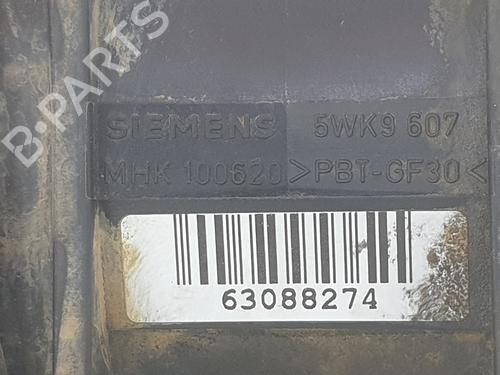 B-PARTS
SIEMENS 5WK9 607
MHK 100620 >PBT-GF30<
63088274